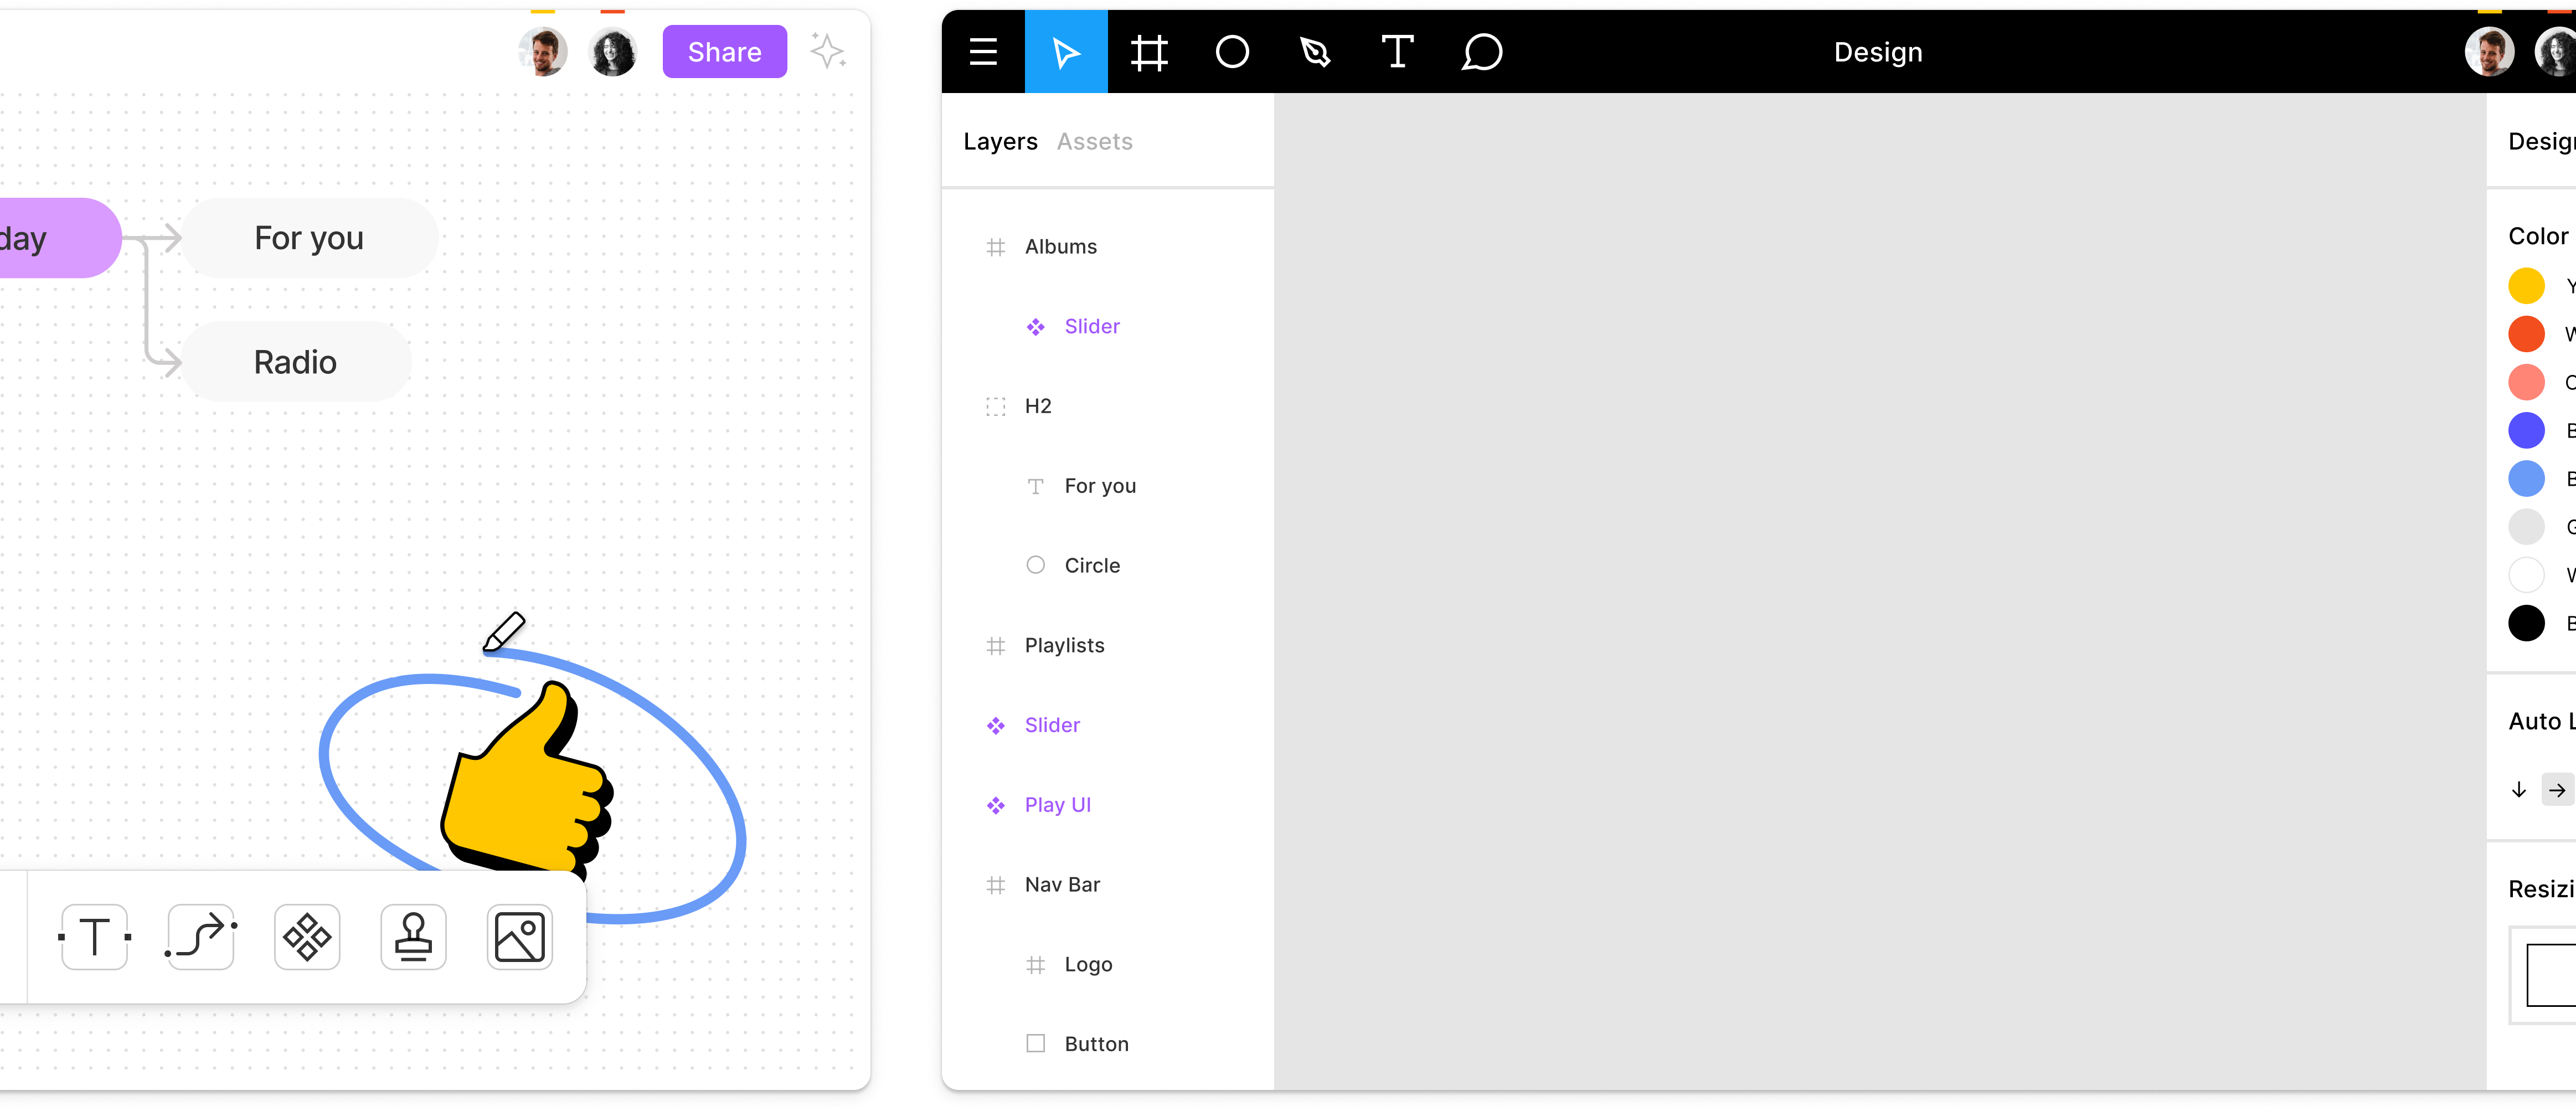 Share
day
For you
Radio
Design
Layers Assets
Albums
Slider
H2
For you
Circle
Playlists
Slider
Play UI
Nav Bar
Logo
Button
Design
Color
Auto L
Resizi